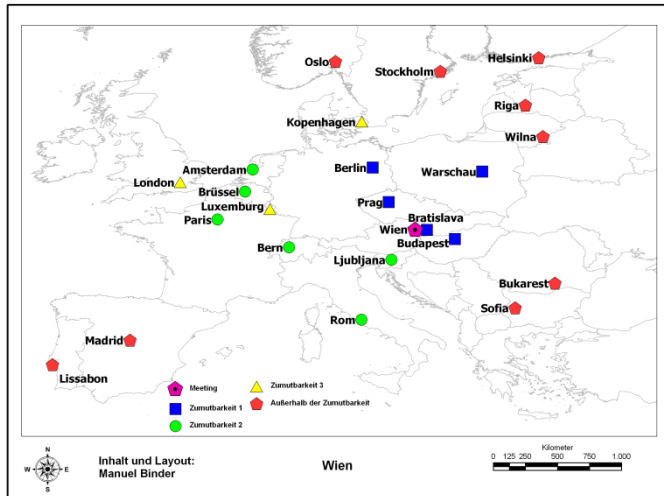 Oslo
Stockholm
Helsinki
Riga
Wilna
Kopenhagen
Amsterdam
Berlin
Warschau
London
Brüssel
Luxemburg
Prag
Paris
Bratislava
Wien
Budapest
Bern
Ljubljana
Bukarest
Sofia
Rom
Madrid
Lissabon
Meeting
Zumutbarkeit 1
Zumutbarkeit 2
Zumutbarkeit 3
Außerhalb der Zumutbarkeit
N
W E
S
Inhalt und Layout:
Manuel Binder
Wien
Kilometer
0 125 250 500 750 1.000